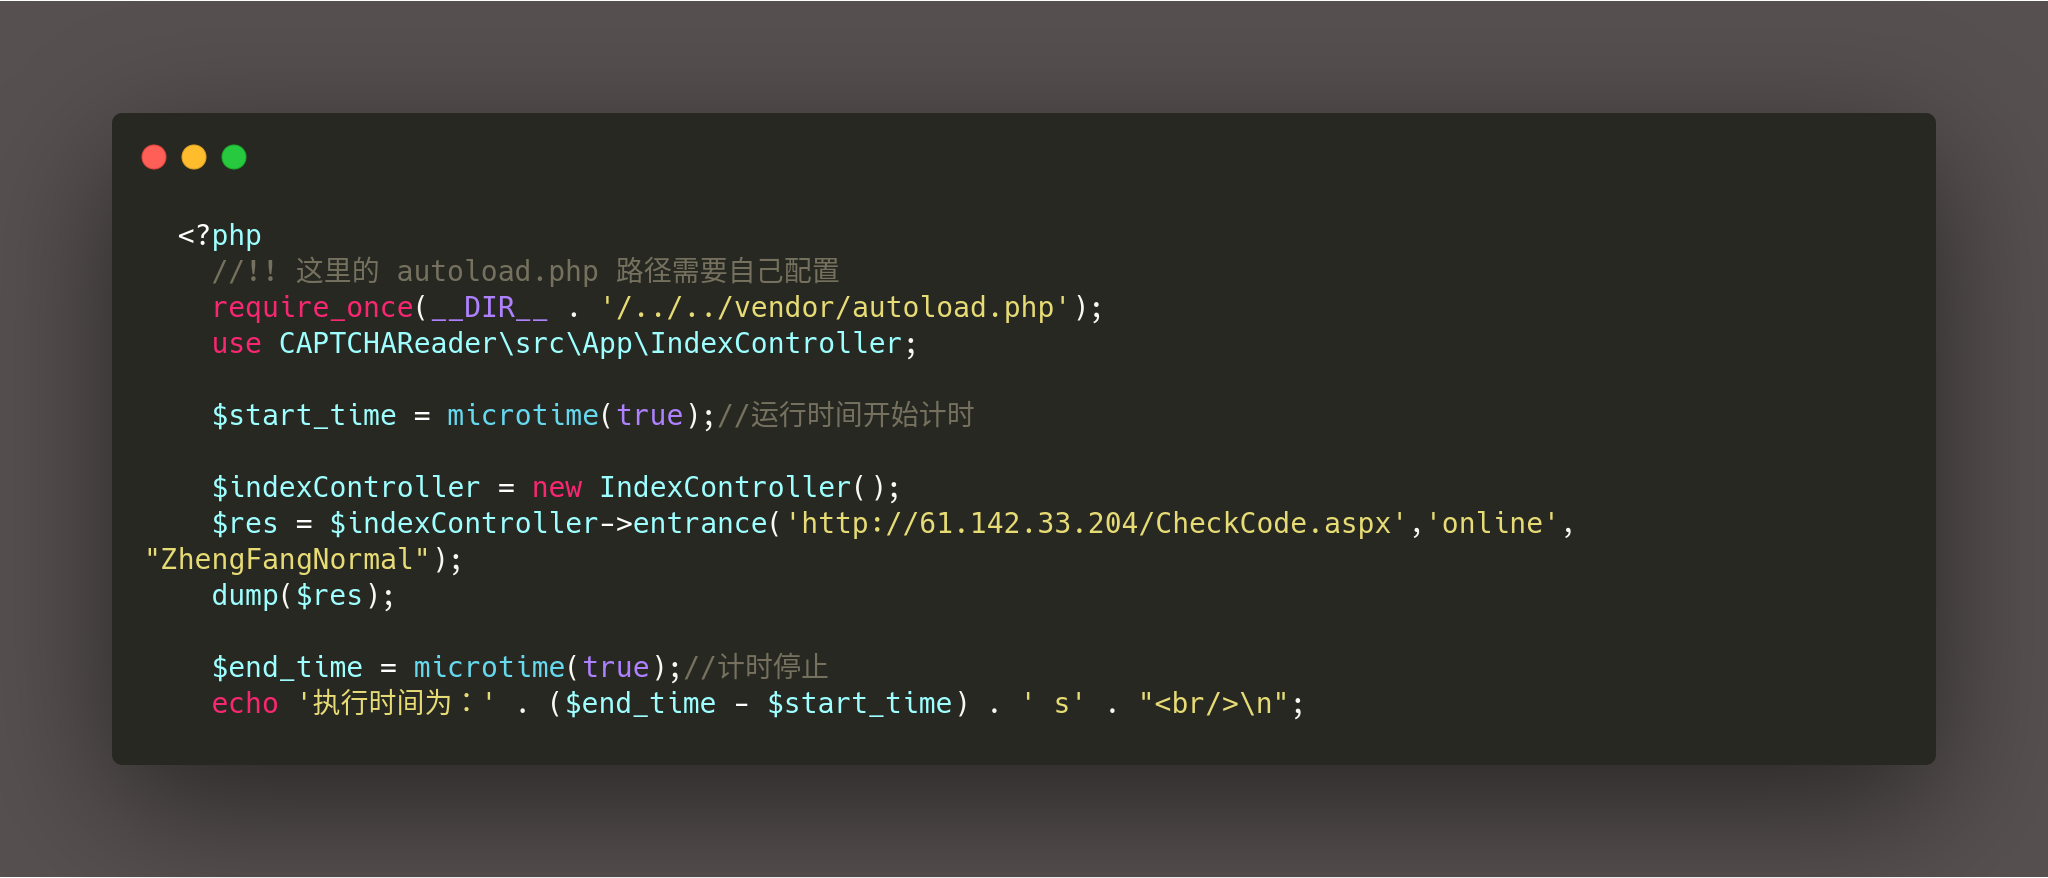 <?php
//!! 这里的 autoload.php 路径需要自己配置
require_once(__DIR__ . '/../../vendor/autoload.php');
use CAPTCHAReader\src\App\IndexController;
$start_time = microtime(true);//运行时间开始计时
$indexController = new IndexController();
$res = $indexController->entrance('http://61.142.33.204/CheckCode.aspx','online',
"ZhengFangNormal");
dump($res);
$end_time = microtime(true);//计时停止
echo '执行时间为：' . ($end_time - $start_time) . ' s' . "<br/>\n";